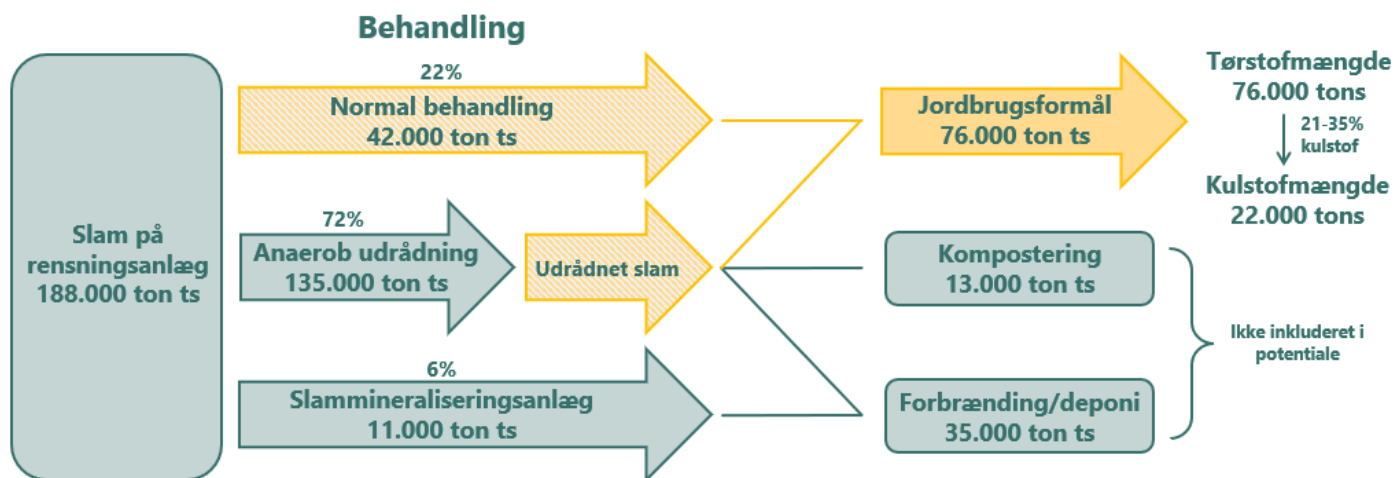 Behandling
Slam på
rensningsanlæg
188.000 ton ts
22%
Normal behandling
42.000 ton ts
72%
Anaerob udrådning
135.000 ton ts
Udrådnet slam
6%
Slammineraliseringsanlæg
11.000 ton ts
Jordbrugsformål
76.000 ton ts
Kompostering
13.000 ton ts
Forbrænding/deponi
35.000 ton ts
Tørstofmængde
76.000 tons
21-35%
kulstof
Kulstofmængde
22.000 tons
Ikke inkluderet i
potentiale